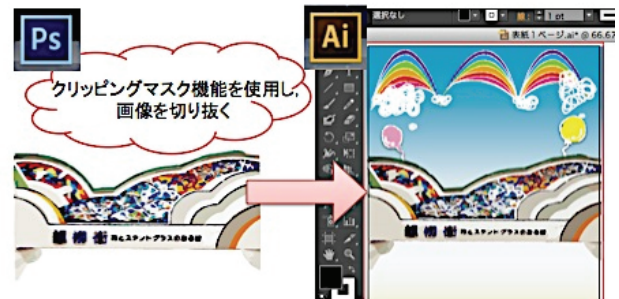 Ps
クリッピングマスク機能を使用し,
画像を切り抜く
Ai
選択なし
1 pt
表紙1ページ.ai* @ 66.67